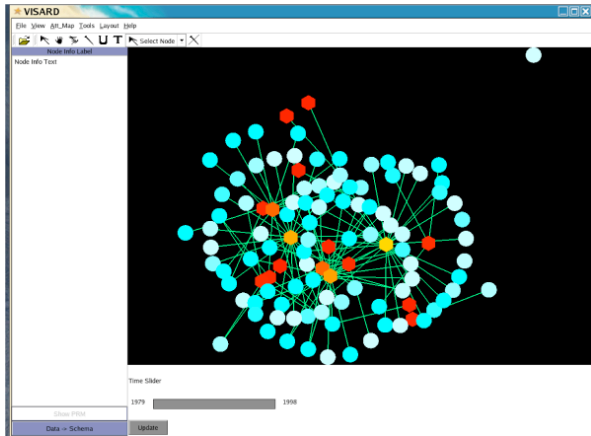 VISARD
File View Att_Map Tools Layout Help
Select Node
Node Info Label
Node Info Text
Time Slider
1979 1998
Show PRM
Data - Schema
Update